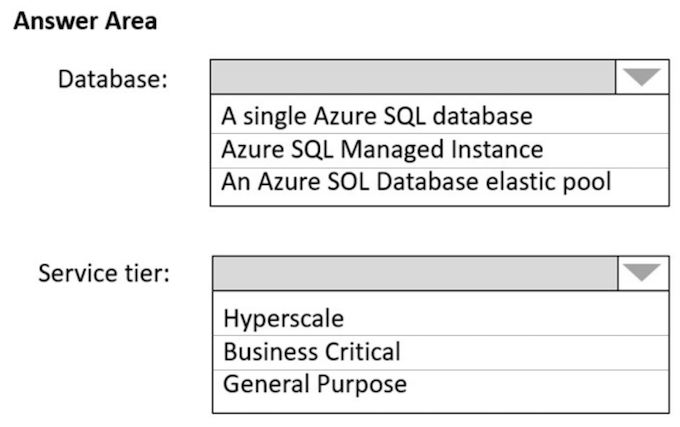 Answer Area
Database:
A single Azure SQL database
Azure SQL Managed Instance
An Azure SOL Database elastic pool
Service tier:
Hyperscale
Business Critical
General Purpose